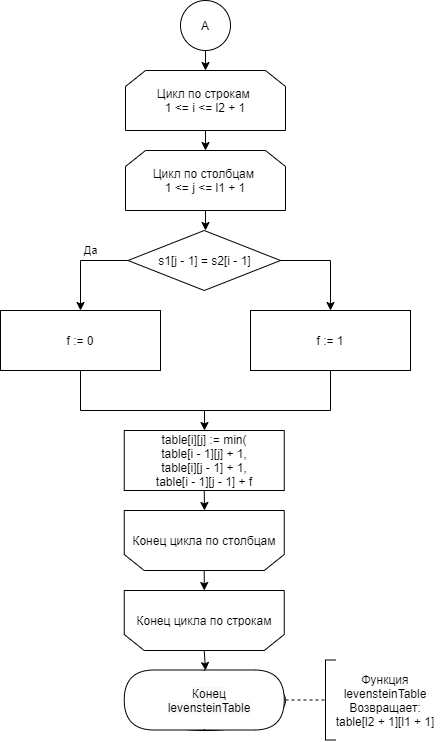 A
Цикл по строкам
1 <= i <= l2 + 1
Цикл по столбцам
1 <= j <= l1 + 1
Да
s1[j - 1] = s2[i - 1]
f := 0
f := 1
table[i][j] := min(
table[i - 1][j] + 1,
table[i][j - 1] + 1,
table[i - 1][j - 1] + f
Конец цикла по столбцам
Конец цикла по строкам
Конец
levensteinTable
Функция
levensteinTable
Возвращает:
table[l2 + 1][l1 + 1]